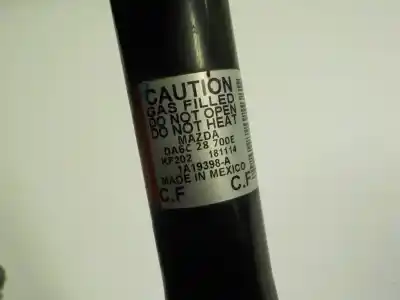 CAUTION
GAS FILLED
DO NOT OPEN
DO NOT HEAT
MAZDA
DA6C 28 700E
KF202 181114
1A19398-A
MADE IN MEXICO
C.F C.F